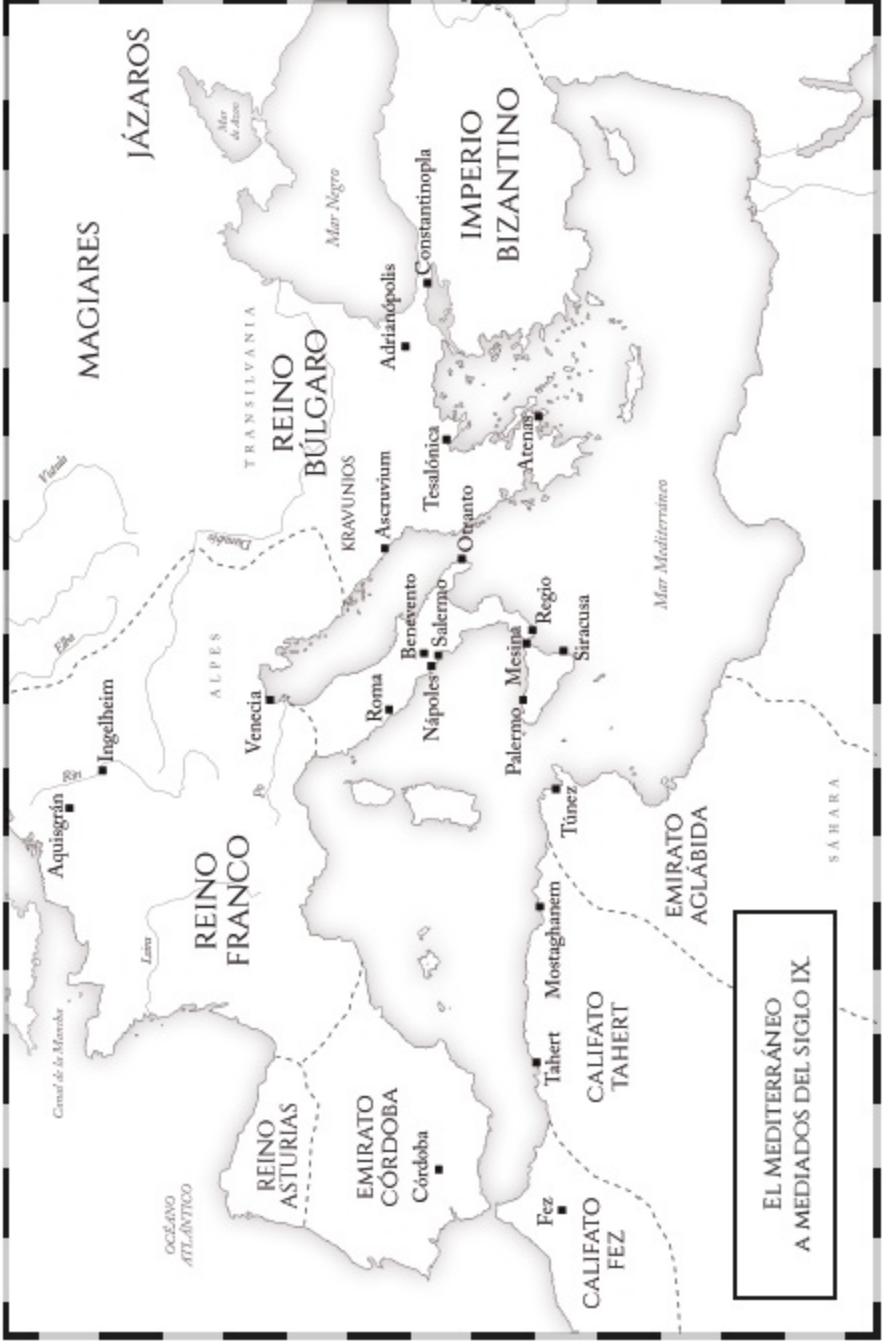 OCÉANO
ATLÁNTICO
Canal de la Mancha
Aquisgrán
Rin
Ingelheim
Elba
Vístula
MAGIARES
JÁZAROS
Mar
de Azov
Loira
REINO
FRANCO
ALPES
Danubio
TRANSILVANIA
REINO
BÚLGARO
Mar Negro
Po
Venecia
KRAVUNIOS
Ascruvium
Adrianópolis
Constantinopla
IMPERIO
BIZANTINO
REINO
ASTURIAS
EMIRATO
CÓRDOBA
Córdoba
Roma
Benevento
Nápoles
Salerno
Otranto
Tesalónica
Atenas
Palermo
Mesina
Regio
Siracusa
Mar Mediterráneo
Fez
CALIFATO
FEZ
Tahert
CALIFATO
TAHERT
Mostaghanem
Túnez
EMIRATO
AGLÁBIDA
SÁHARA
EL MEDITERRÁNEO
A MEDIADOS DEL SIGLO IX.